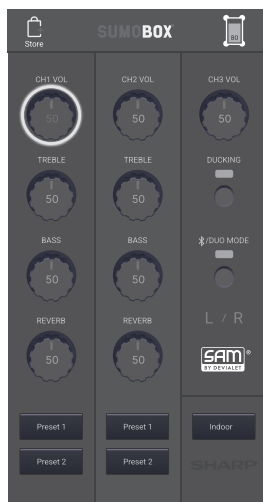 Store
SUMOBOX
80
CH1 VOL
CH2 VOL
CH3 VOL
50
50
50
TREBLE
TREBLE
DUCKING
50
50
BASS
BASS
/DUO MODE
50
50
REVERB
REVERB
L / R
50
50
SAM®
BY DEVIALET
Preset 1
Preset 1
Indoor
Preset 2
Preset 2
SHARP